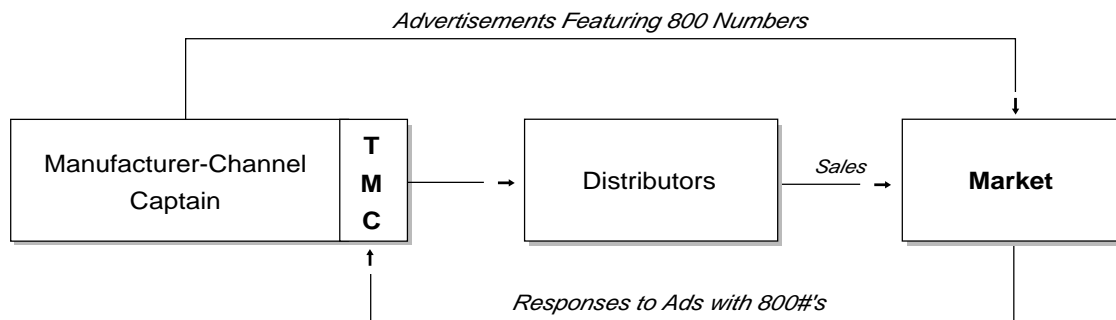 Advertisements Featuring 800 Numbers
Manufacturer-Channel
Captain
T
M
C
Distributors
Sales
Market
Responses to Ads with 800#'s